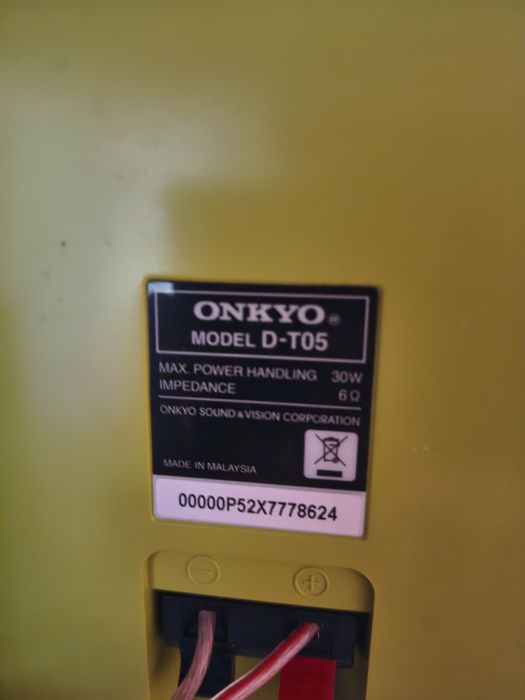 ONKYO®
MODEL D-T05
MAX. POWER HANDLING 30W
IMPEDANCE 6Ω
ONKYO SOUND & VISION CORPORATION
MADE IN MALAYSIA
00000P52X7778624
− +